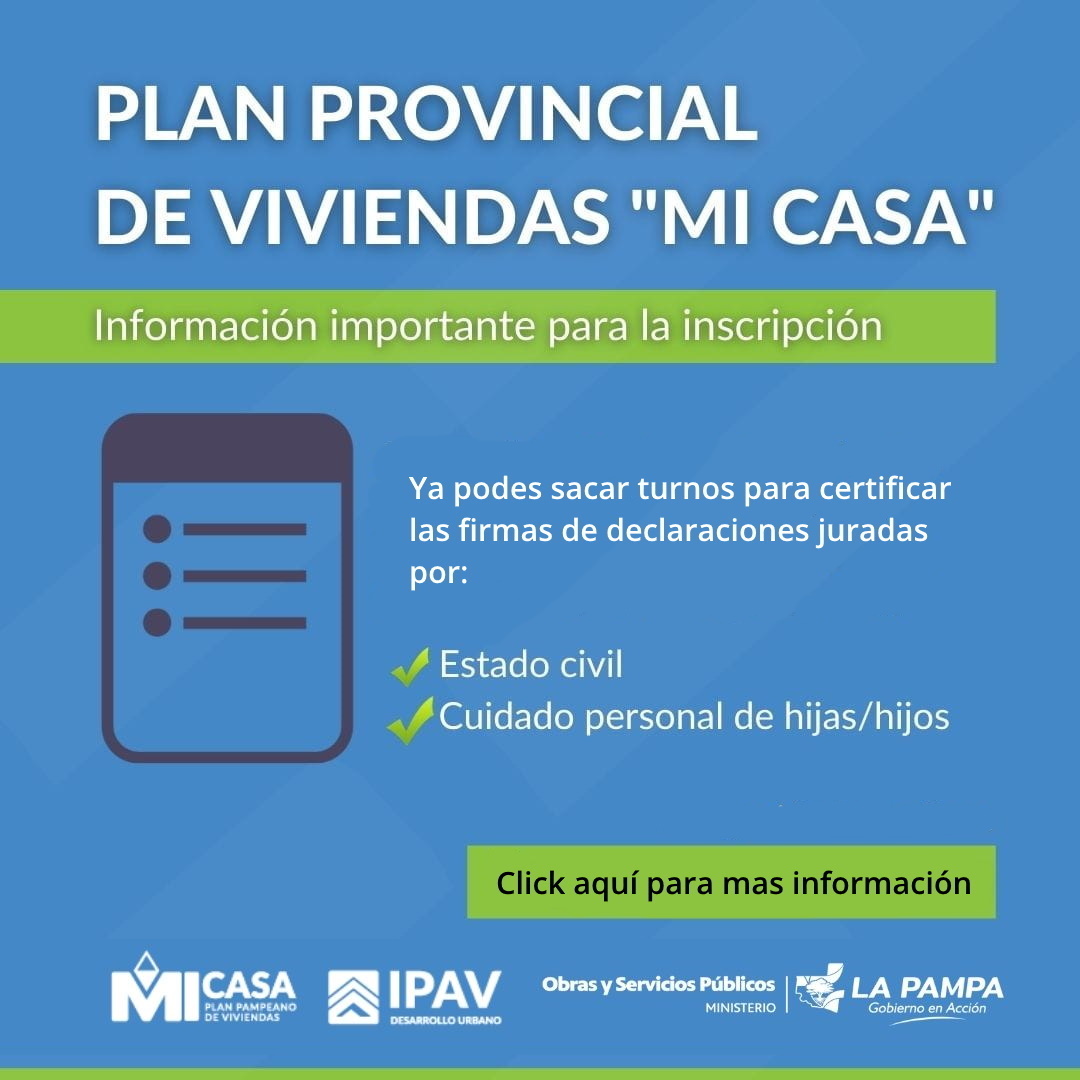 PLAN PROVINCIAL
DE VIVIENDAS "MI CASA"
Información importante para la inscripción
Ya podes sacar turnos para certificar
las firmas de declaraciones juradas
por:
Estado civil
Cuidado personal de hijas/hijos
Click aquí para mas información
MI CASA
PLAN PAMPEANO
DE VIVIENDAS
IPAV
DESARROLLO URBANO
Obras y Servicios Públicos
MINISTERIO
LA PAMPA
Gobierno en Acción